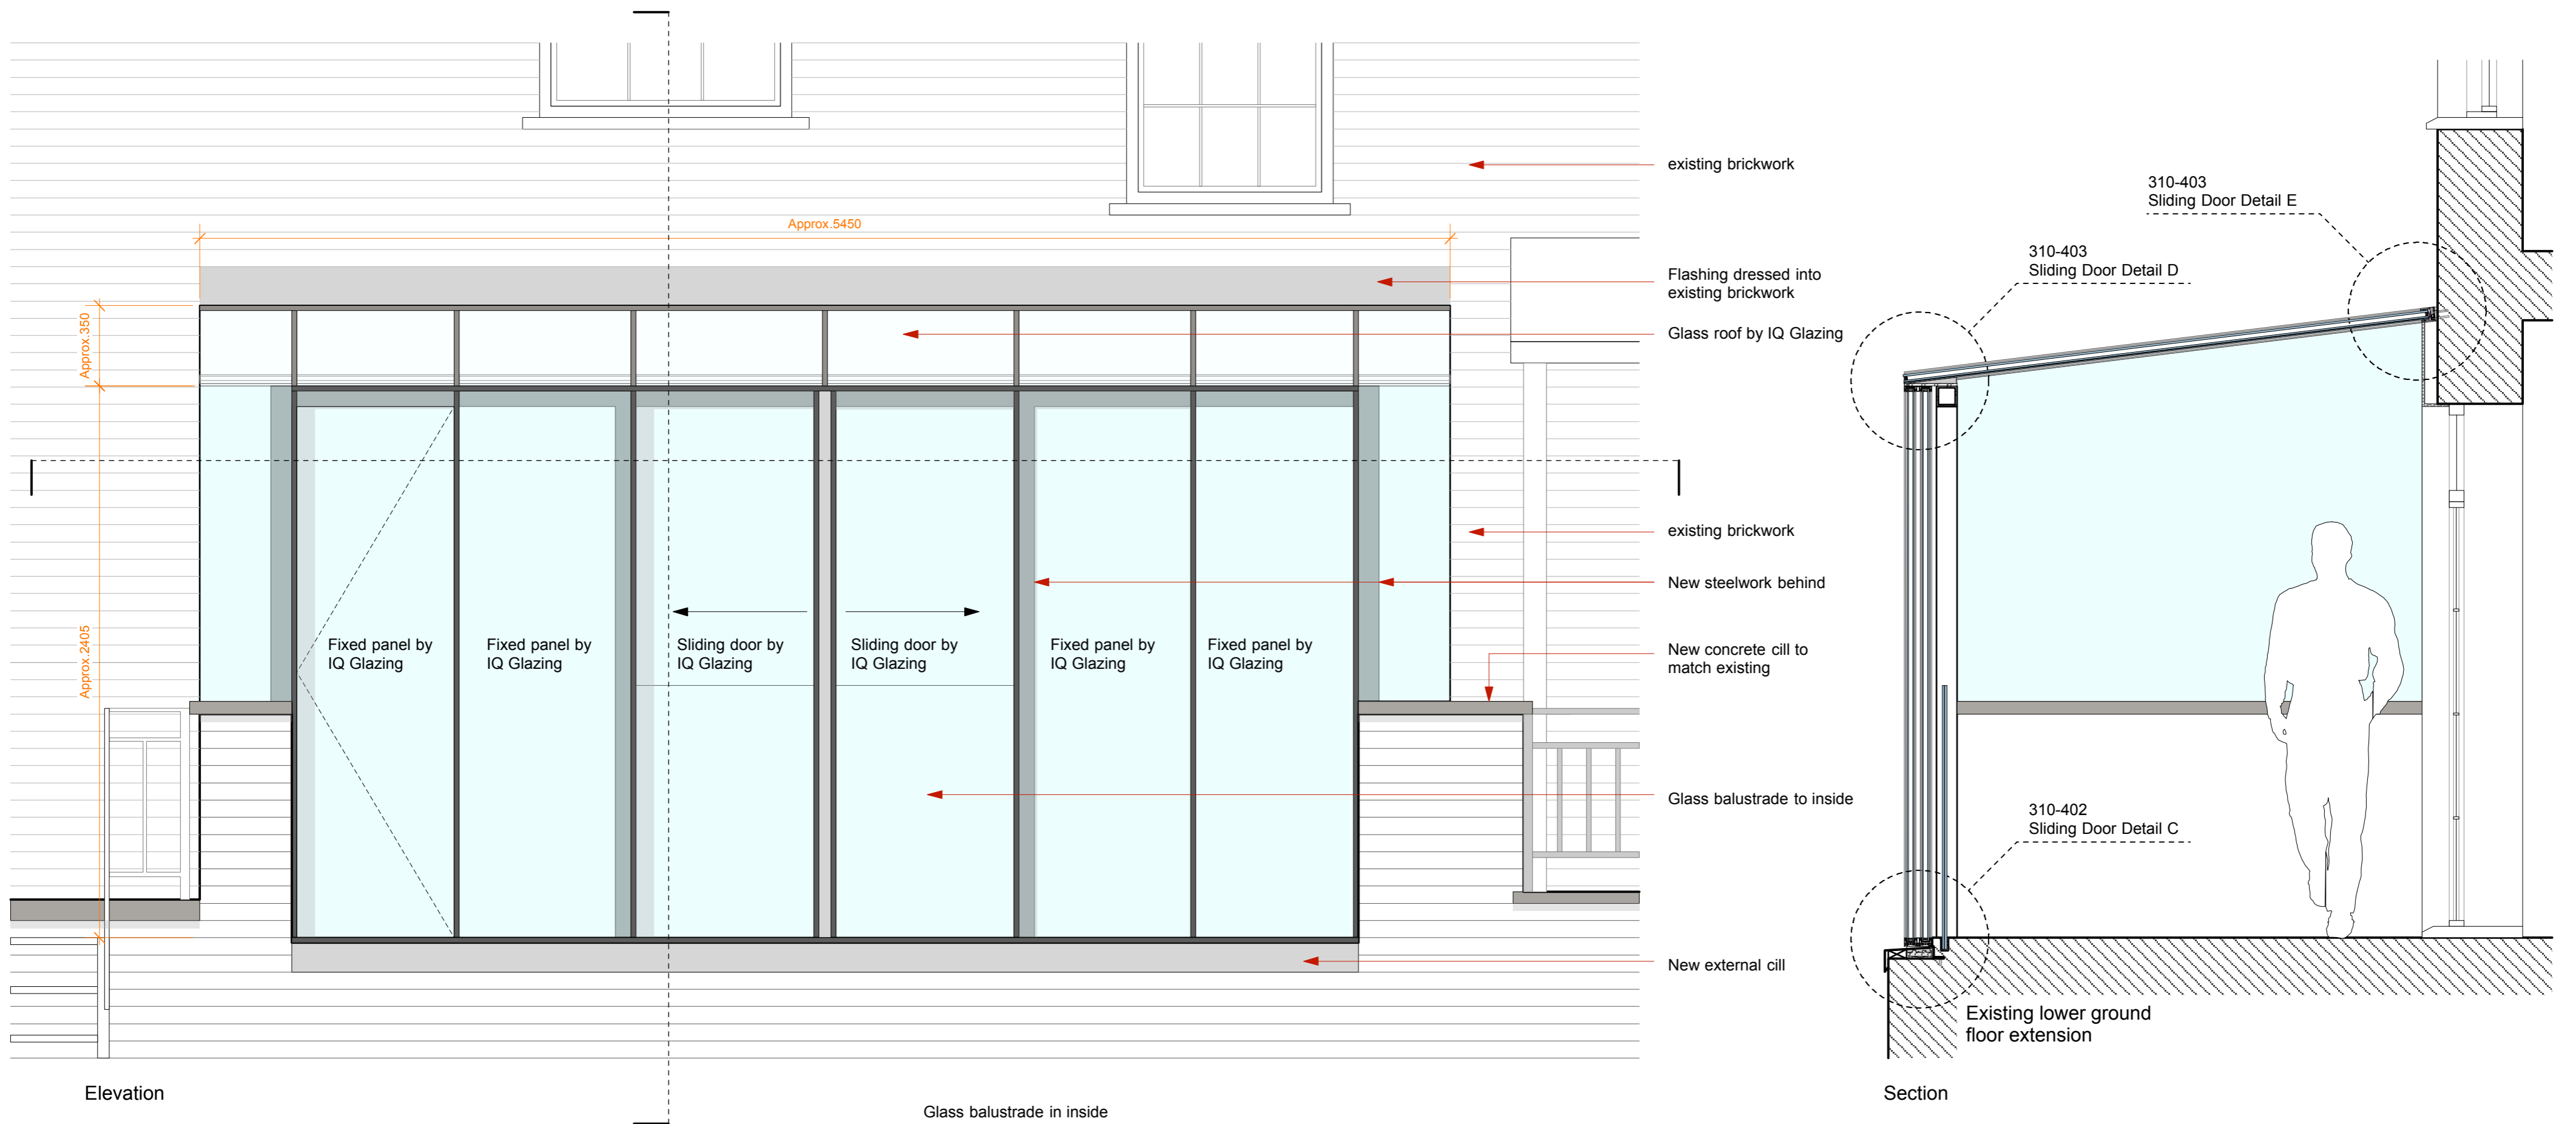 existing brickwork
310-403
Sliding Door Detail E
Approx.5450
310-403
Sliding Door Detail D
Flashing dressed into
existing brickwork
Approx.350
Glass roof by IQ Glazing
existing brickwork
New steelwork behind
Approx.2405
Fixed panel by
IQ Glazing
Fixed panel by
IQ Glazing
Sliding door by
IQ Glazing
Sliding door by
IQ Glazing
Fixed panel by
IQ Glazing
Fixed panel by
IQ Glazing
New concrete cill to
match existing
Glass balustrade to inside
310-402
Sliding Door Detail C
New external cill
Existing lower ground
floor extension
Elevation
Section
Glass balustrade in inside